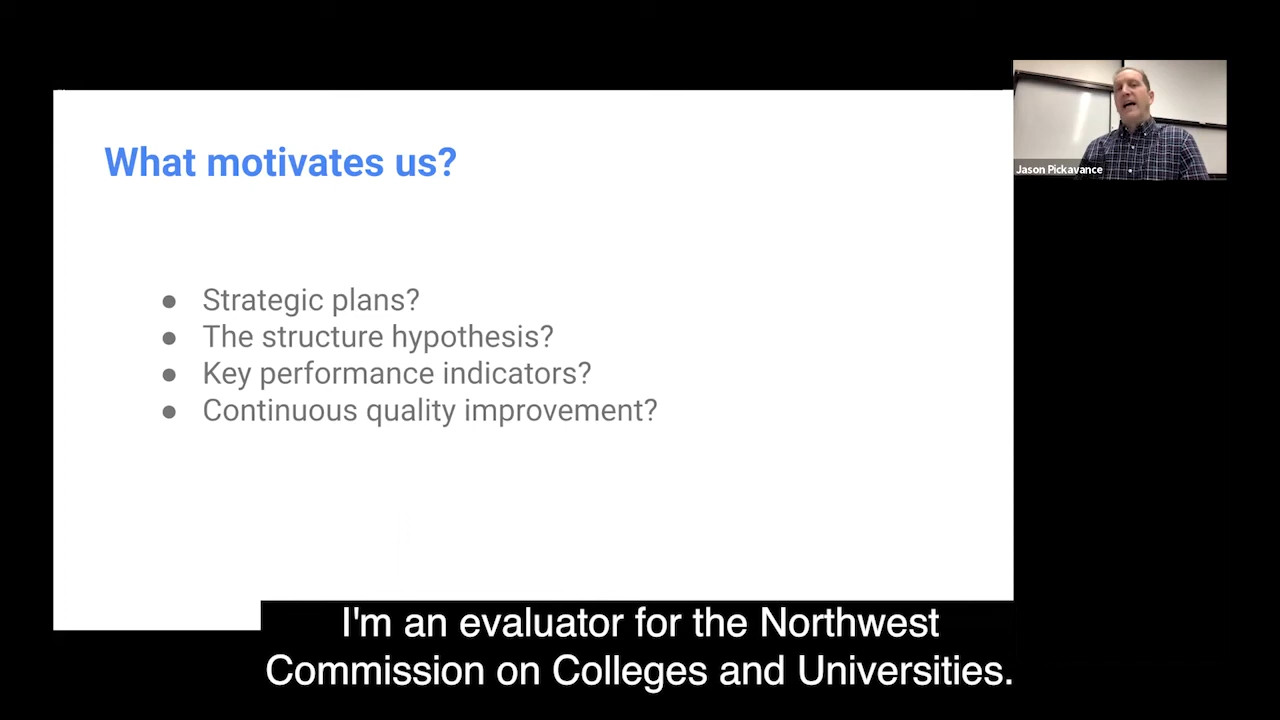 What motivates us?
● Strategic plans?
● The structure hypothesis?
● Key performance indicators?
● Continuous quality improvement?
Jason Pickavance
I'm an evaluator for the Northwest
Commission on Colleges and Universities.